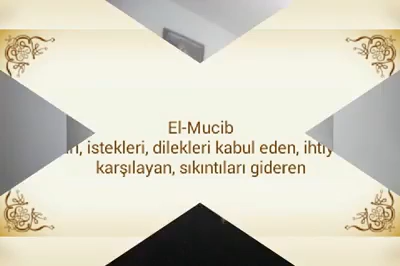 El-Mucib
istekleri, dilekleri kabul eden,
karşılayan, sıkıntıları gideren